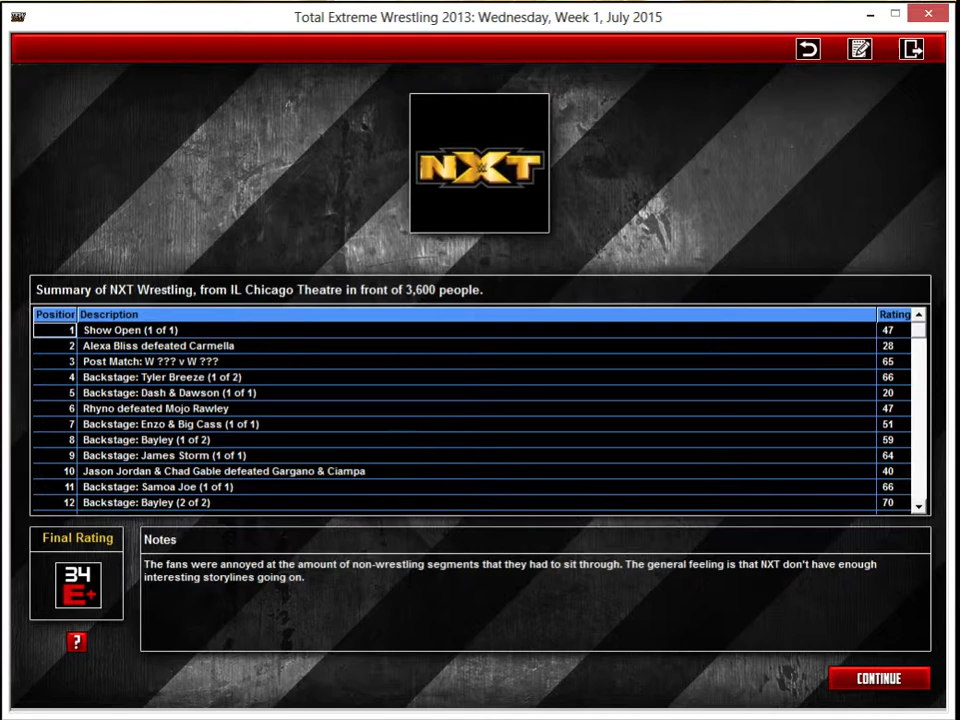 Total Extreme Wrestling 2013: Wednesday, Week 1, July 2015
NXT
Summary of NXT Wrestling, from IL Chicago Theatre in front of 3,600 people.
Position Description Rating
1 Show Open (1 of 1) 47
2 Alexa Bliss defeated Carmella 28
3 Post Match: W ??? v W ??? 65
4 Backstage: Tyler Breeze (1 of 2) 66
5 Backstage: Dash & Dawson (1 of 1) 20
6 Rhyno defeated Mojo Rawley 47
7 Backstage: Enzo & Big Cass (1 of 1) 51
8 Backstage: Bayley (1 of 2) 59
9 Backstage: James Storm (1 of 1) 64
10 Jason Jordan & Chad Gable defeated Gargano & Ciampa 40
11 Backstage: Samoa Joe (1 of 1) 66
12 Backstage: Bayley (2 of 2) 70
Final Rating
34
E+
?
Notes
The fans were annoyed at the amount of non-wrestling segments that they had to sit through. The general feeling is that NXT don't have enough
interesting storylines going on.
CONTINUE